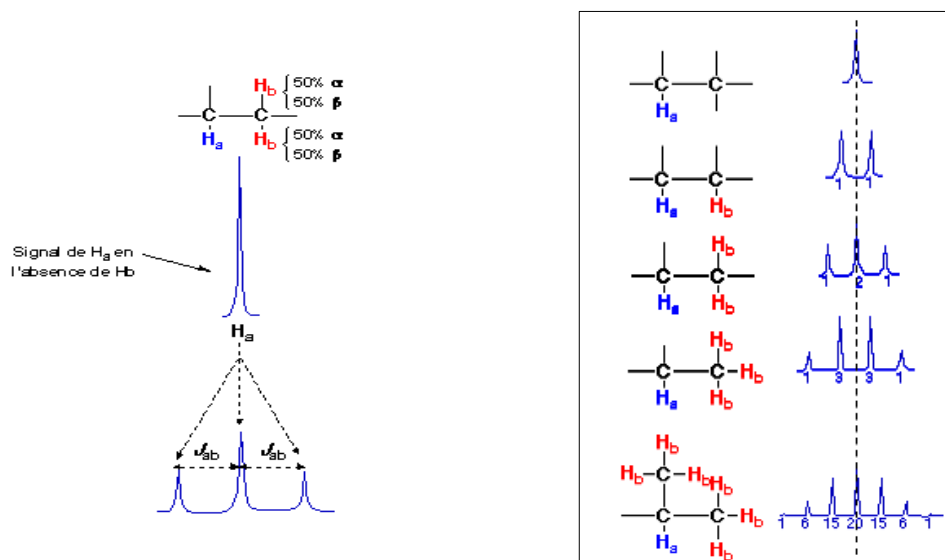 Hb { 50% α
50% β
C C
Ha Hb { 50% α
50% β
Signal de Ha en
l'absence de Hb
Ha
Jab Jab
C C
Ha
C C
Ha Hb
1 1
Hb
C C
Ha Hb
1 2 1
Hb
C C Hb
Ha Hb
1 3 3 1
Hb
Hb C Hb Hb
C C Hb
Ha Hb
1 6 15 20 15 6 1